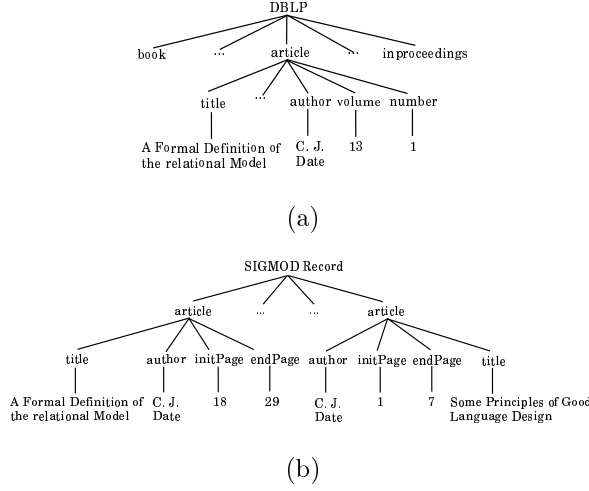 DBLP
book ... article ... inproceedings
title ... author volume number
A Formal Definition of C. J. 13 1
the relational Model Date
(a)
SIGMOD Record
article ... ... article
title author initPage endPage author initPage endPage title
A Formal Definition of C. J. 18 29 C. J. 1 7 Some Principles of Good
the relational Model Date Date Language Design
(b)